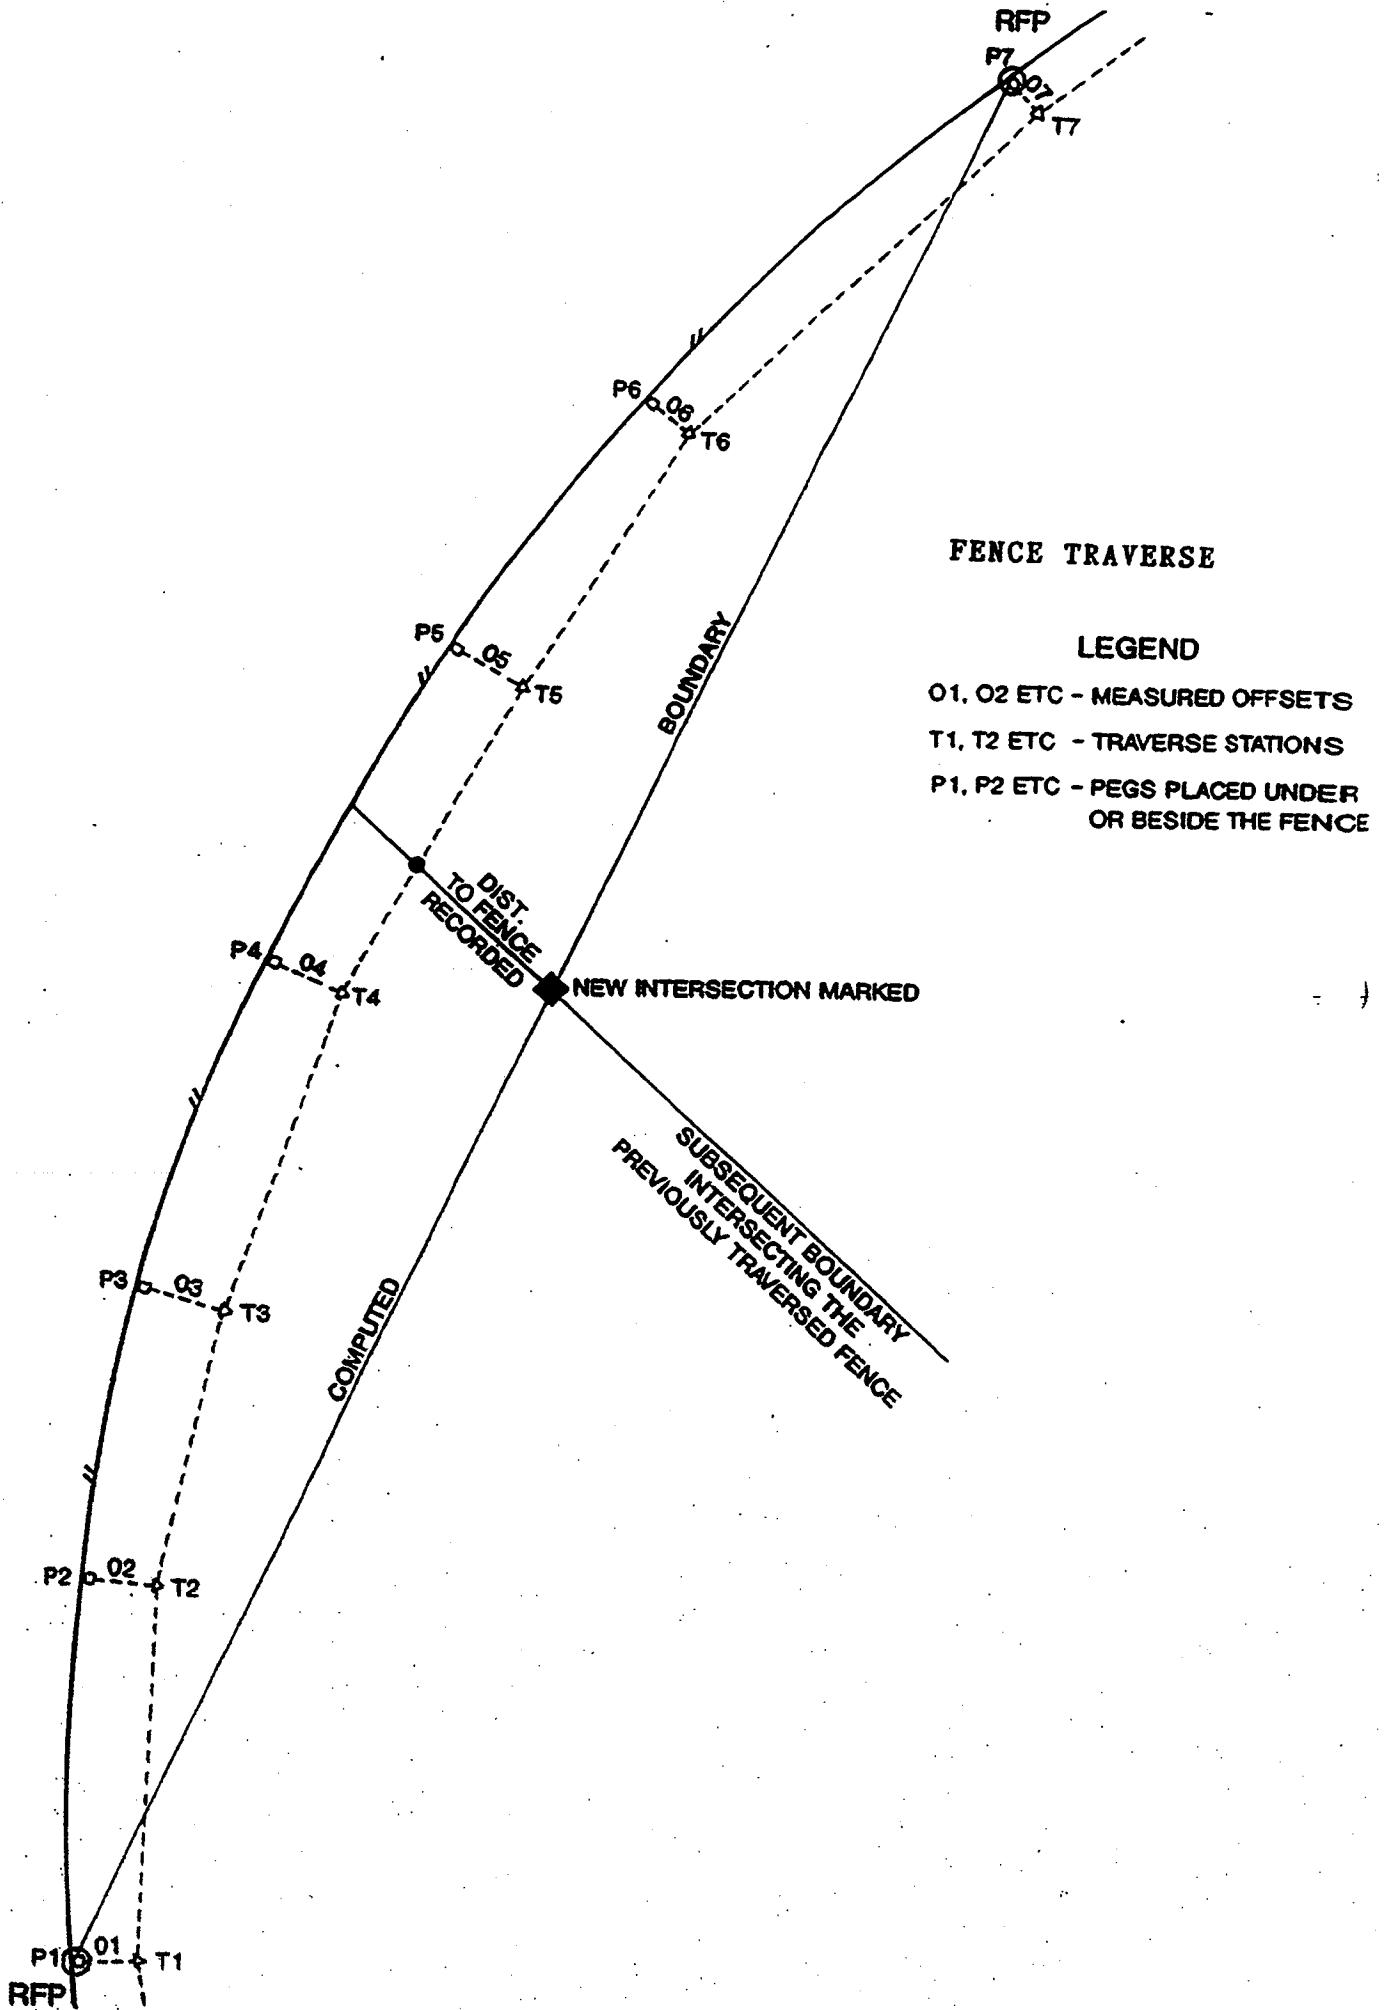 RFP
P7
O7
T7
P6
O6
T6
FENCE TRAVERSE
LEGEND
O1, O2 ETC - MEASURED OFFSETS
T1, T2 ETC - TRAVERSE STATIONS
P1, P2 ETC - PEGS PLACED UNDER
OR BESIDE THE FENCE
P5
O5
T5
BOUNDARY
DIST.
TO FENCE
RECORDED
P4
O4
T4
NEW INTERSECTION MARKED
SUBSEQUENT BOUNDARY
INTERSECTING THE
PREVIOUSLY TRAVERSED FENCE
P3
O3
T3
COMPUTED
P2
O2
T2
P1
O1
T1
RFP